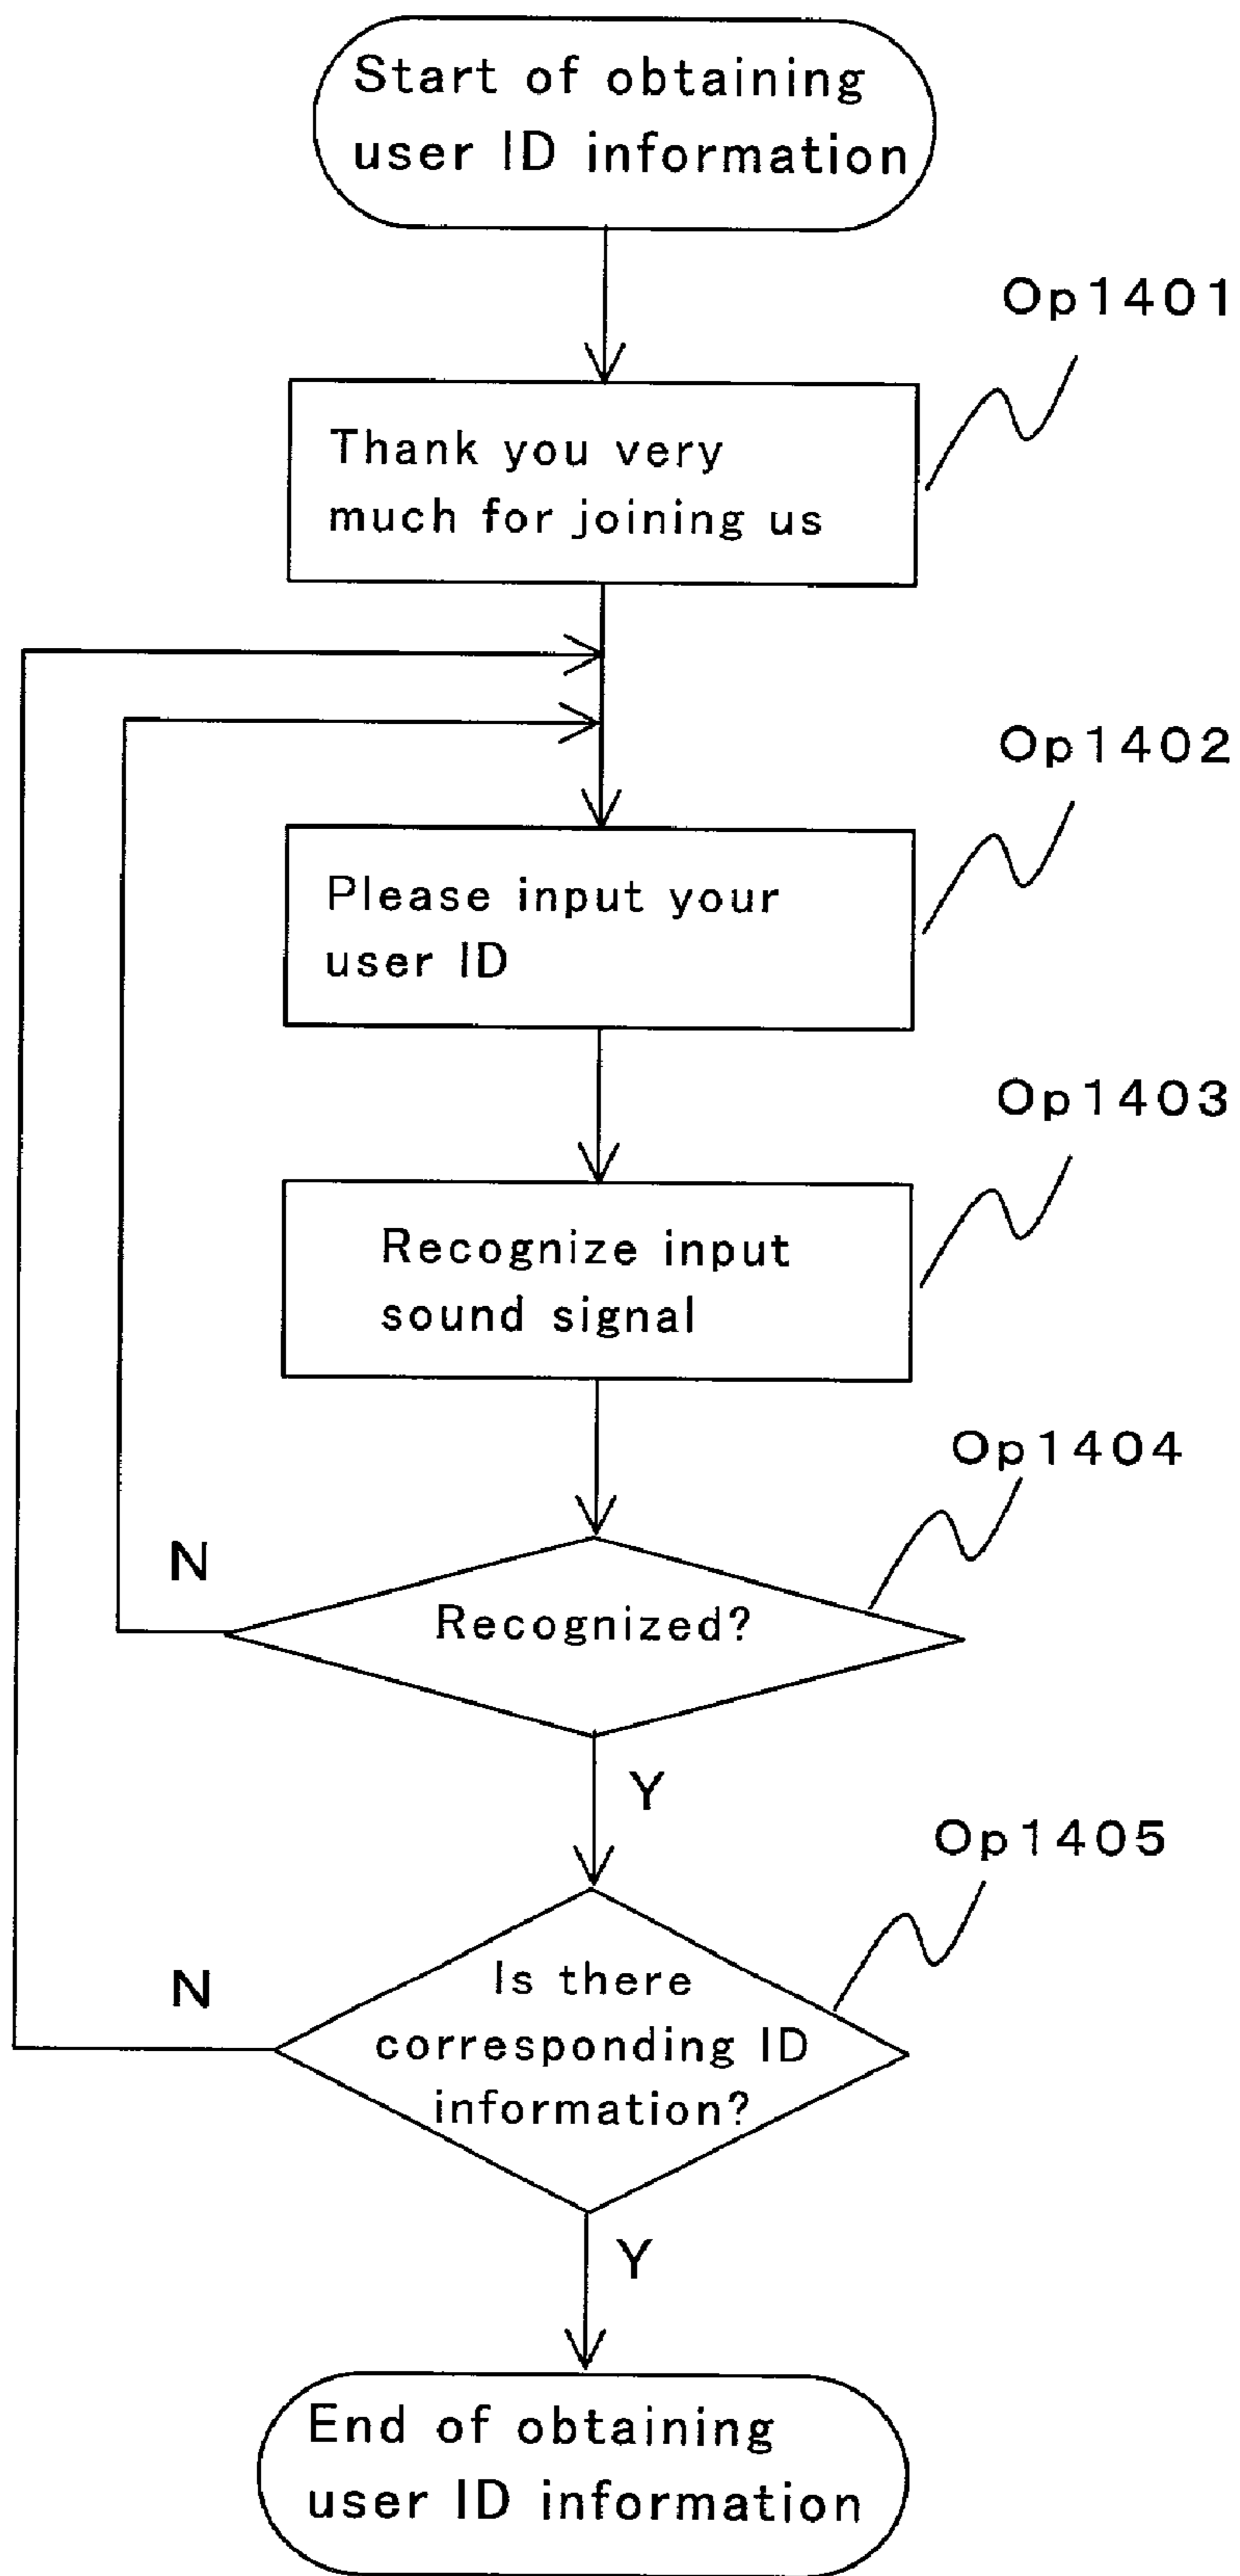 Start of obtaining
user ID information
Op1401
Thank you very
much for joining us
Op1402
Please input your
user ID
Op1403
Recognize input
sound signal
Op1404
N
Recognized?
Y
Op1405
N
Is there
corresponding ID
information?
Y
End of obtaining
user ID information